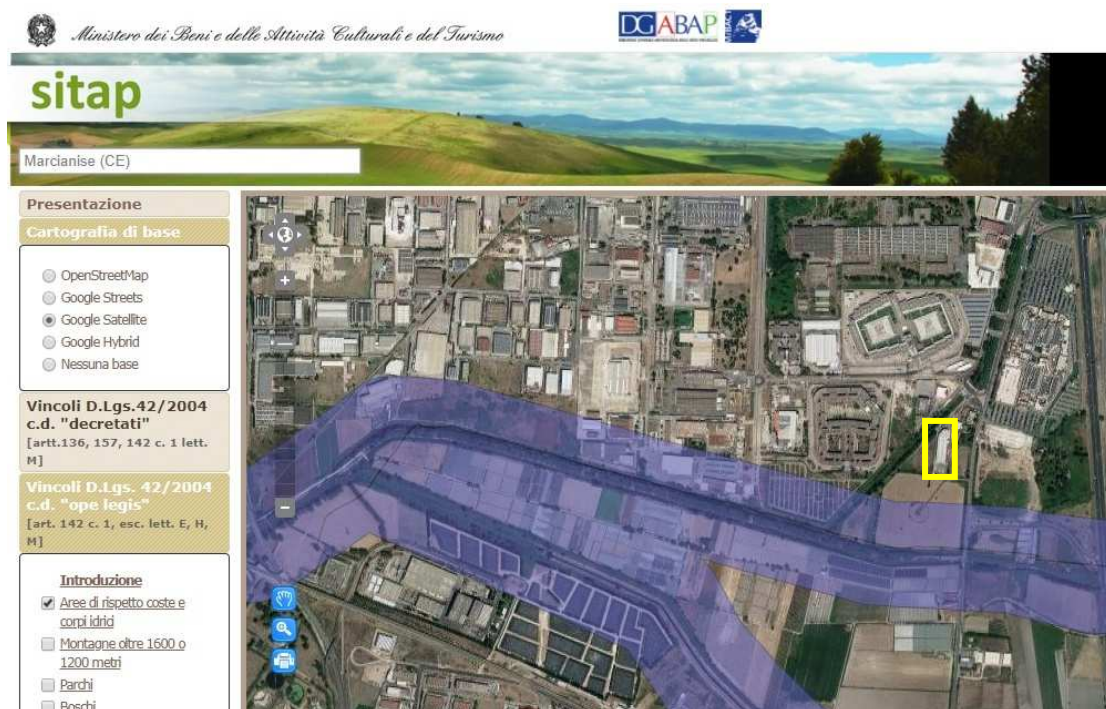 Ministero dei Beni e delle Attività Culturali e del Turismo
DGABAP
sitap
Marcianise (CE)
Presentazione
Cartografia di base
OpenStreetMap
Google Streets
Google Satellite
Google Hybrid
Nessuna base
Vincoli D.Lgs.42/2004
c.d. "decretati"
[artt.136, 157, 142 c. 1 lett.
M]
Vincoli D.Lgs. 42/2004
c.d. "ope legis"
[art. 142 c. 1, esc. lett. E, H,
M]
Introduzione
Aree di rispetto coste e
corpi idrici
Montagne oltre 1600 o
1200 metri
Parchi
Boschi